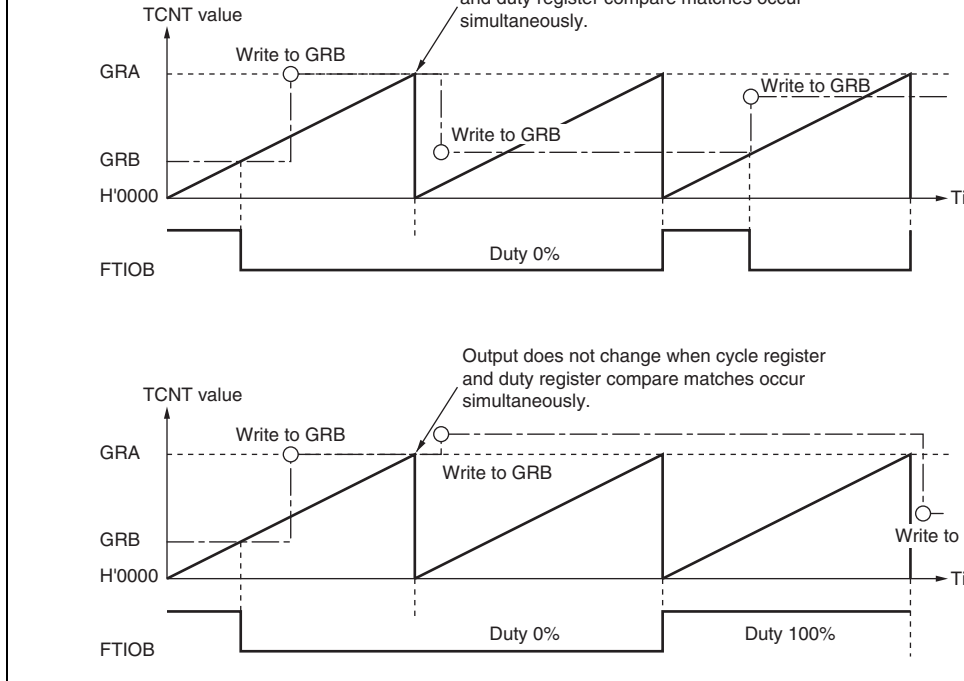 and duty register compare matches occur
simultaneously.
TCNT value
Write to GRB
GRA
Write to GRB
Write to GRB
GRB
H'0000
Ti
Duty 0%
FTIOB
Output does not change when cycle register
and duty register compare matches occur
simultaneously.
TCNT value
Write to GRB
GRA
Write to GRB
GRB
Write to
H'0000
Ti
Duty 0%
Duty 100%
FTIOB